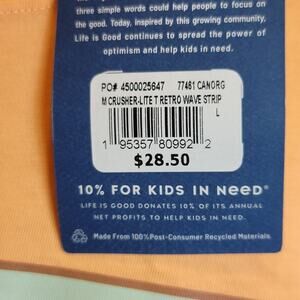 three simple words could help people to focus on
the good. Today, inspired by this growing community,
Life is Good continues to spread the power of
optimism and help kids in need.
PO# 4500025647 77461 CANORG
M CRUSHER-LITE T RETRO WAVE STRIP
L
1 95357 80992 2
$28.50
10% FOR KIDS IN NeeD®
LIFE IS GOOD DONATES 10% OF ITS ANNUAL
NET PROFITS TO HELP KIDS IN NEED.
Made From 100% Post-Consumer Recycled Materials.